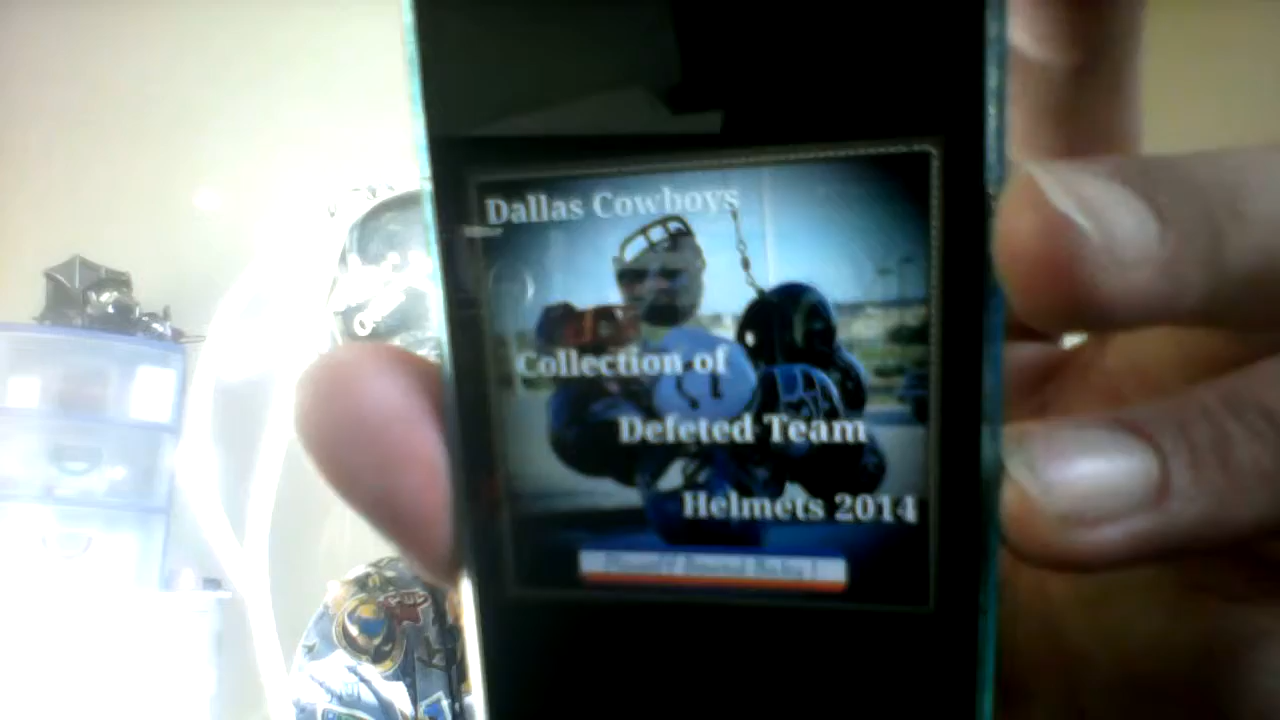 Dallas Cowboys
Collection of
Defeted Team
Helmets 2014